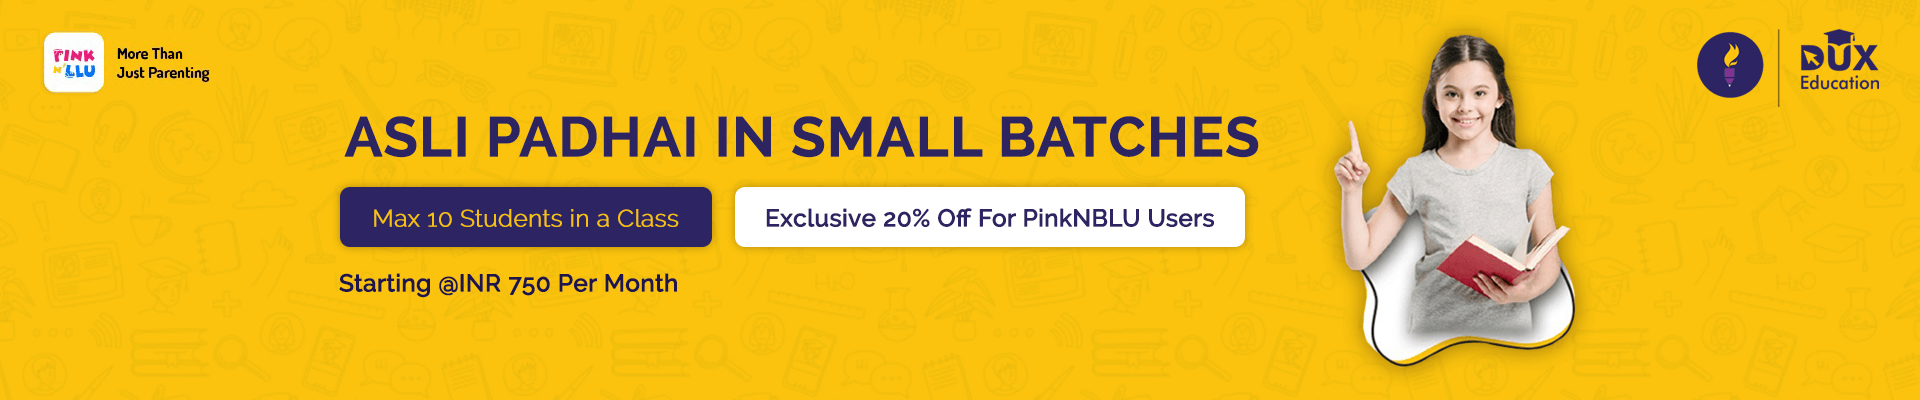 PINK
N'BLU
More Than
Just Parenting
DUX
Education
ASLI PADHAI IN SMALL BATCHES
Max 10 Students in a Class
Exclusive 20% Off For PinkNBLU Users
Starting @INR 750 Per Month